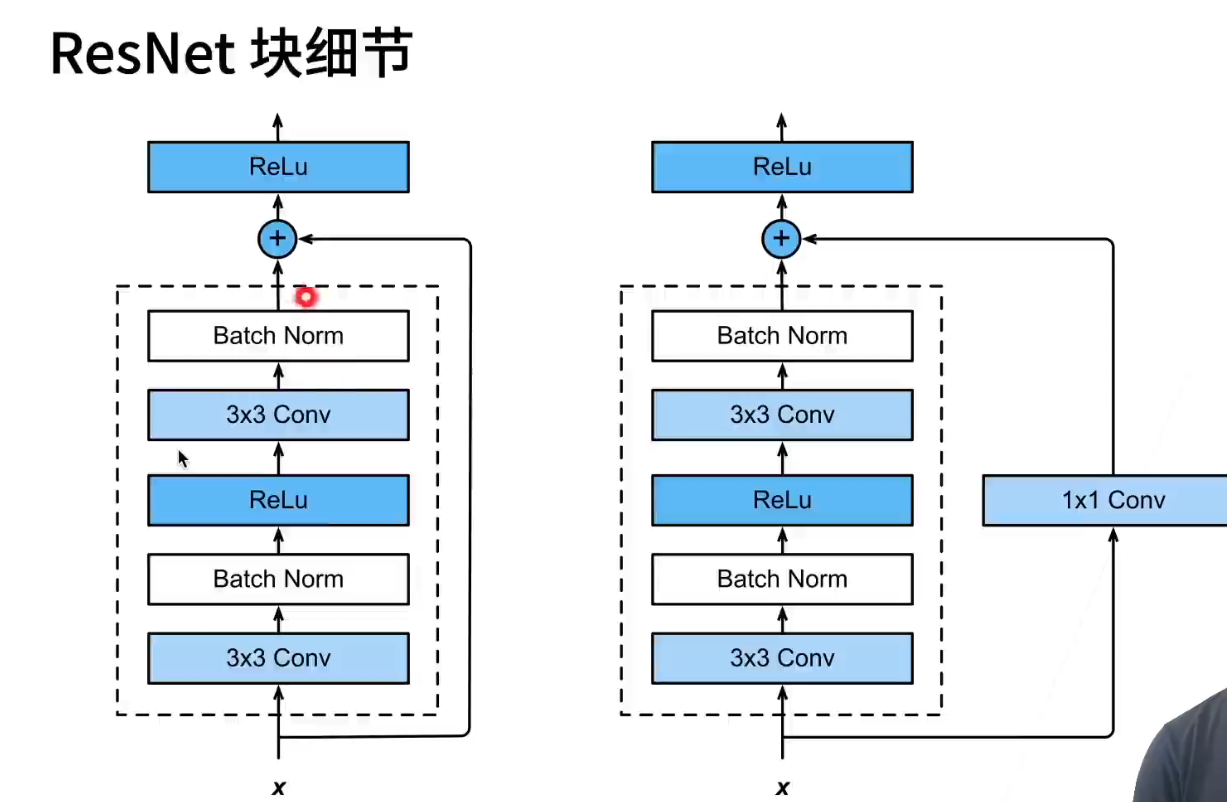 ResNet 块细节
ReLu
+
Batch Norm
3x3 Conv
ReLu
Batch Norm
3x3 Conv
x
ReLu
+
Batch Norm
3x3 Conv
ReLu
Batch Norm
3x3 Conv
x
1x1 Conv